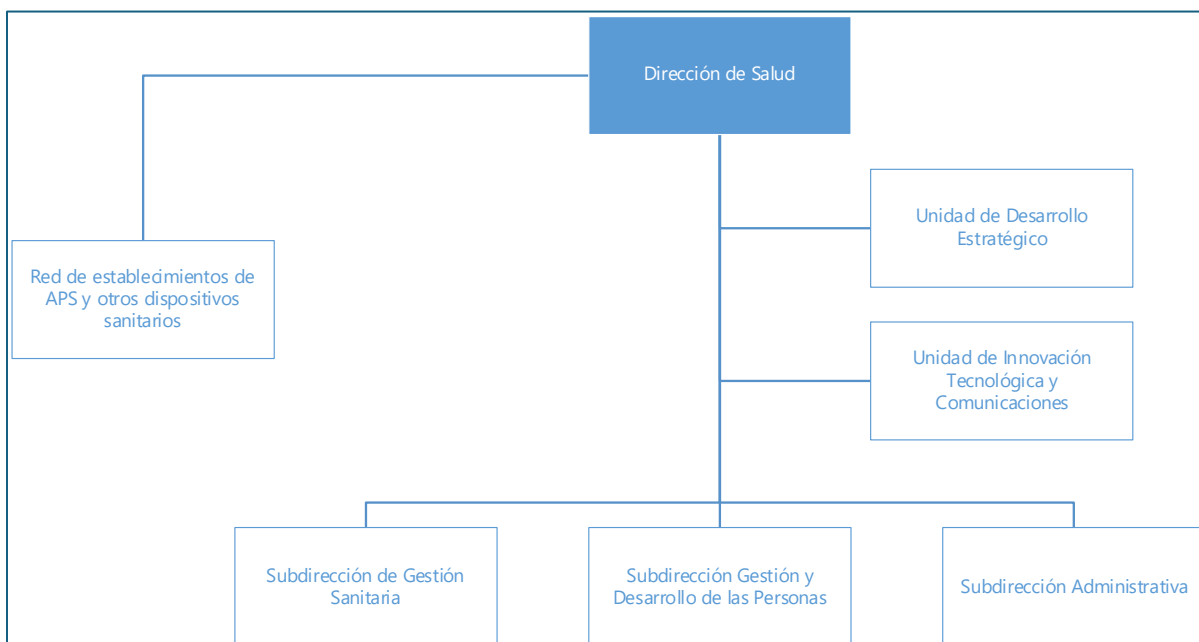 Dirección de Salud
Unidad de Desarrollo
Estratégico
Red de establecimientos de
APS y otros dispositivos
sanitarios
Unidad de Innovación
Tecnológica y
Comunicaciones
Subdirección de Gestión
Sanitaria
Subdirección Gestión y
Desarrollo de las Personas
Subdirección Administrativa